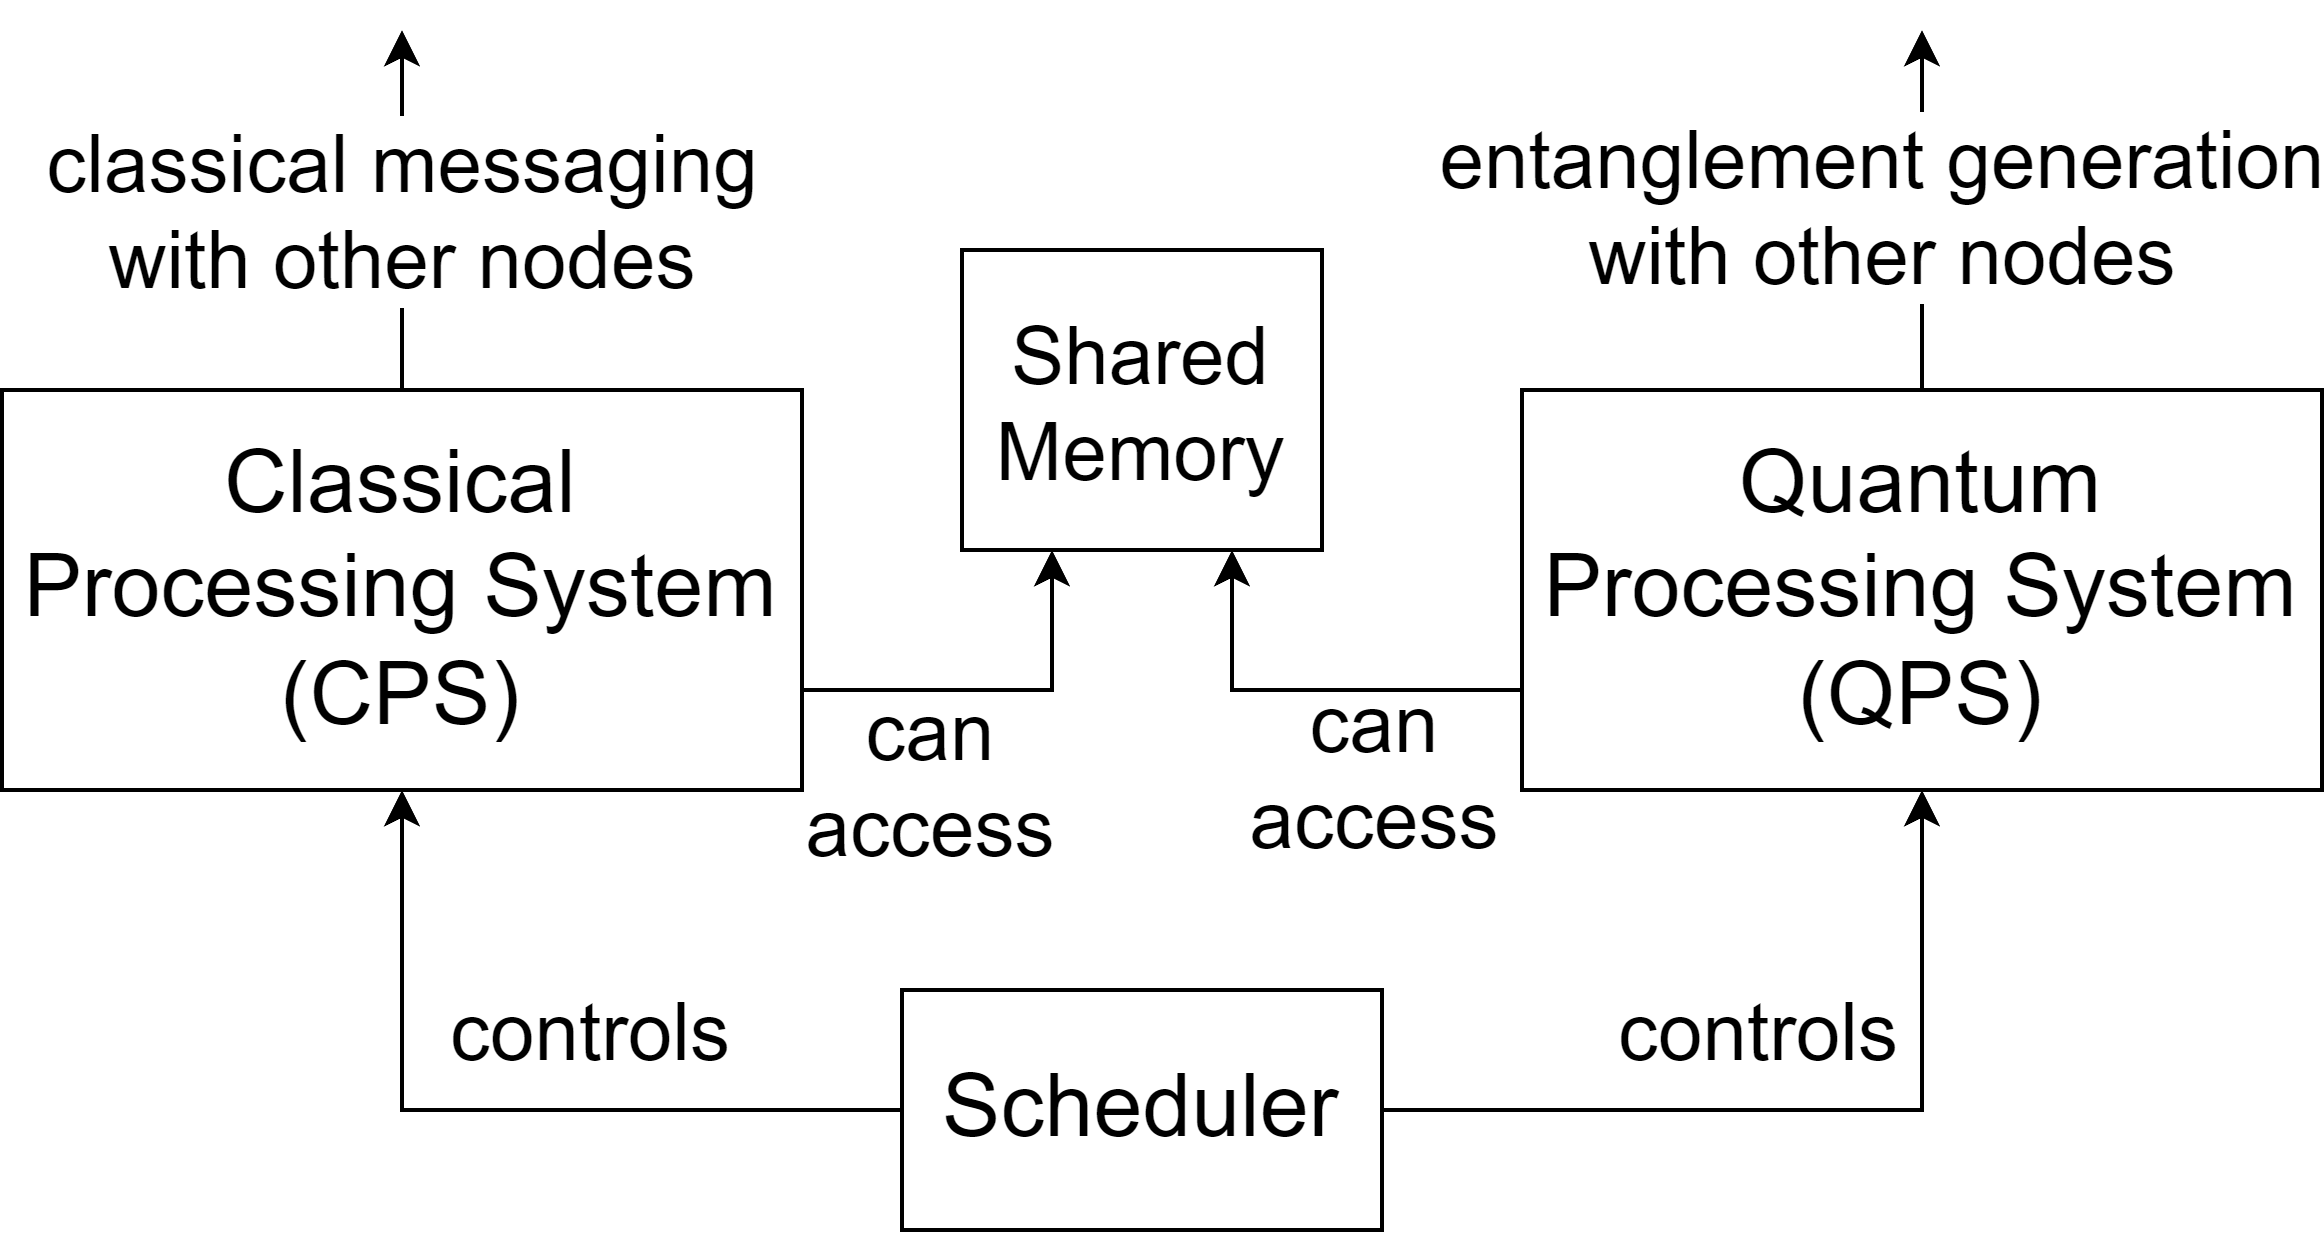 classical messaging
with other nodes
entanglement generation
with other nodes
Shared
Memory
Classical
Processing System
(CPS)
Quantum
Processing System
(QPS)
can
access
can
access
controls
controls
Scheduler